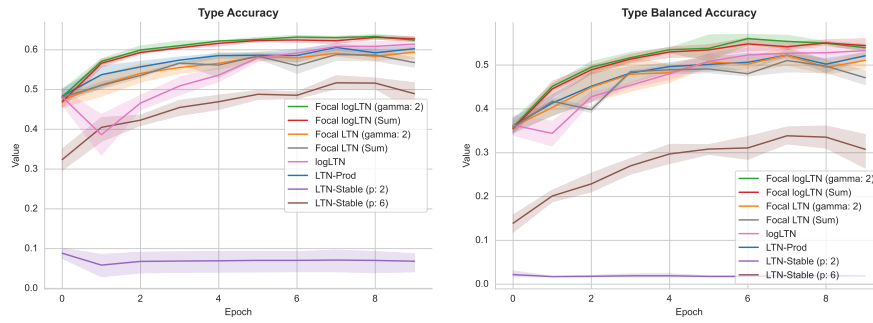 Type Accuracy
Value
0.6
0.5
0.4
0.3
0.2
0.1
0.0
0
2
4
6
8
Epoch
Focal logLTN (gamma: 2)
Focal logLTN (Sum)
Focal LTN (gamma: 2)
Focal LTN (Sum)
logLTN
LTN-Prod
LTN-Stable (p: 2)
LTN-Stable (p: 6)
Type Balanced Accuracy
Value
0.5
0.4
0.3
0.2
0.1
0.0
0
2
4
6
8
Epoch
Focal logLTN (gamma: 2)
Focal logLTN (Sum)
Focal LTN (gamma: 2)
Focal LTN (Sum)
logLTN
LTN-Prod
LTN-Stable (p: 2)
LTN-Stable (p: 6)